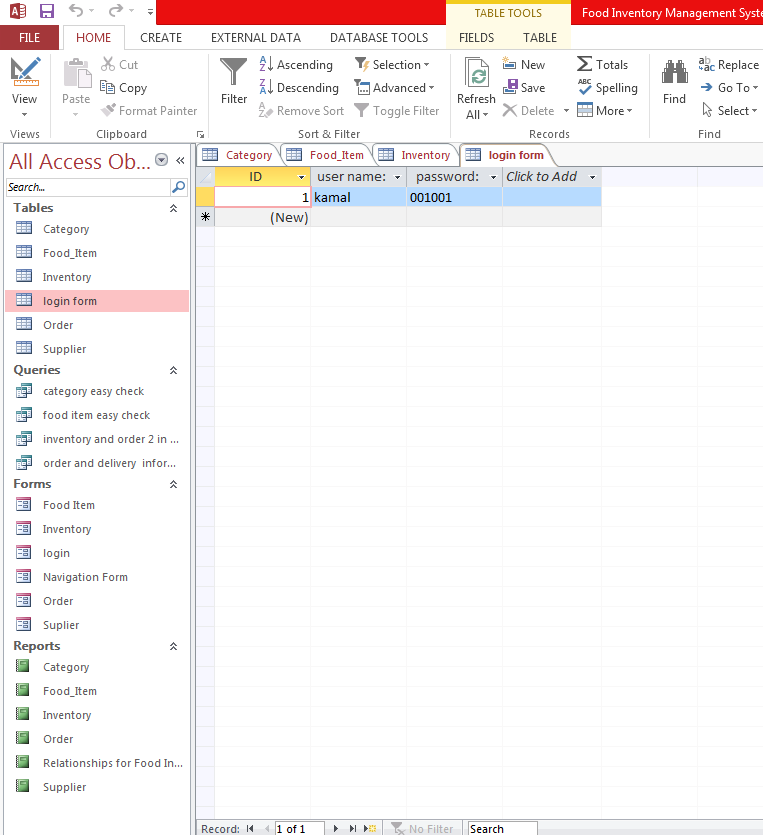 TABLE TOOLS
Food Inventory Management Syste
FILE HOME CREATE EXTERNAL DATA DATABASE TOOLS FIELDS TABLE
View
Views
Paste
Cut
Copy
Format Painter
Clipboard
Filter
Ascending
Descending
Remove Sort
Selection
Advanced
Toggle Filter
Sort & Filter
Refresh
All
New
Save
Delete
Totals
Spelling
More
Records
Find
Replace
Go To
Select
Find
All Access Ob...
Search...
Tables
Category
Food_Item
Inventory
login form
Order
Supplier
Queries
category easy check
food item easy check
inventory and order 2 in ...
order and delivery infor...
Forms
Food Item
Inventory
login
Navigation Form
Order
Suplier
Reports
Category
Food_Item
Inventory
Order
Relationships for Food In...
Supplier
Category Food_Item Inventory login form
ID user name: password: Click to Add
1 kamal 001001
(New)
Record: 1 of 1 No Filter Search